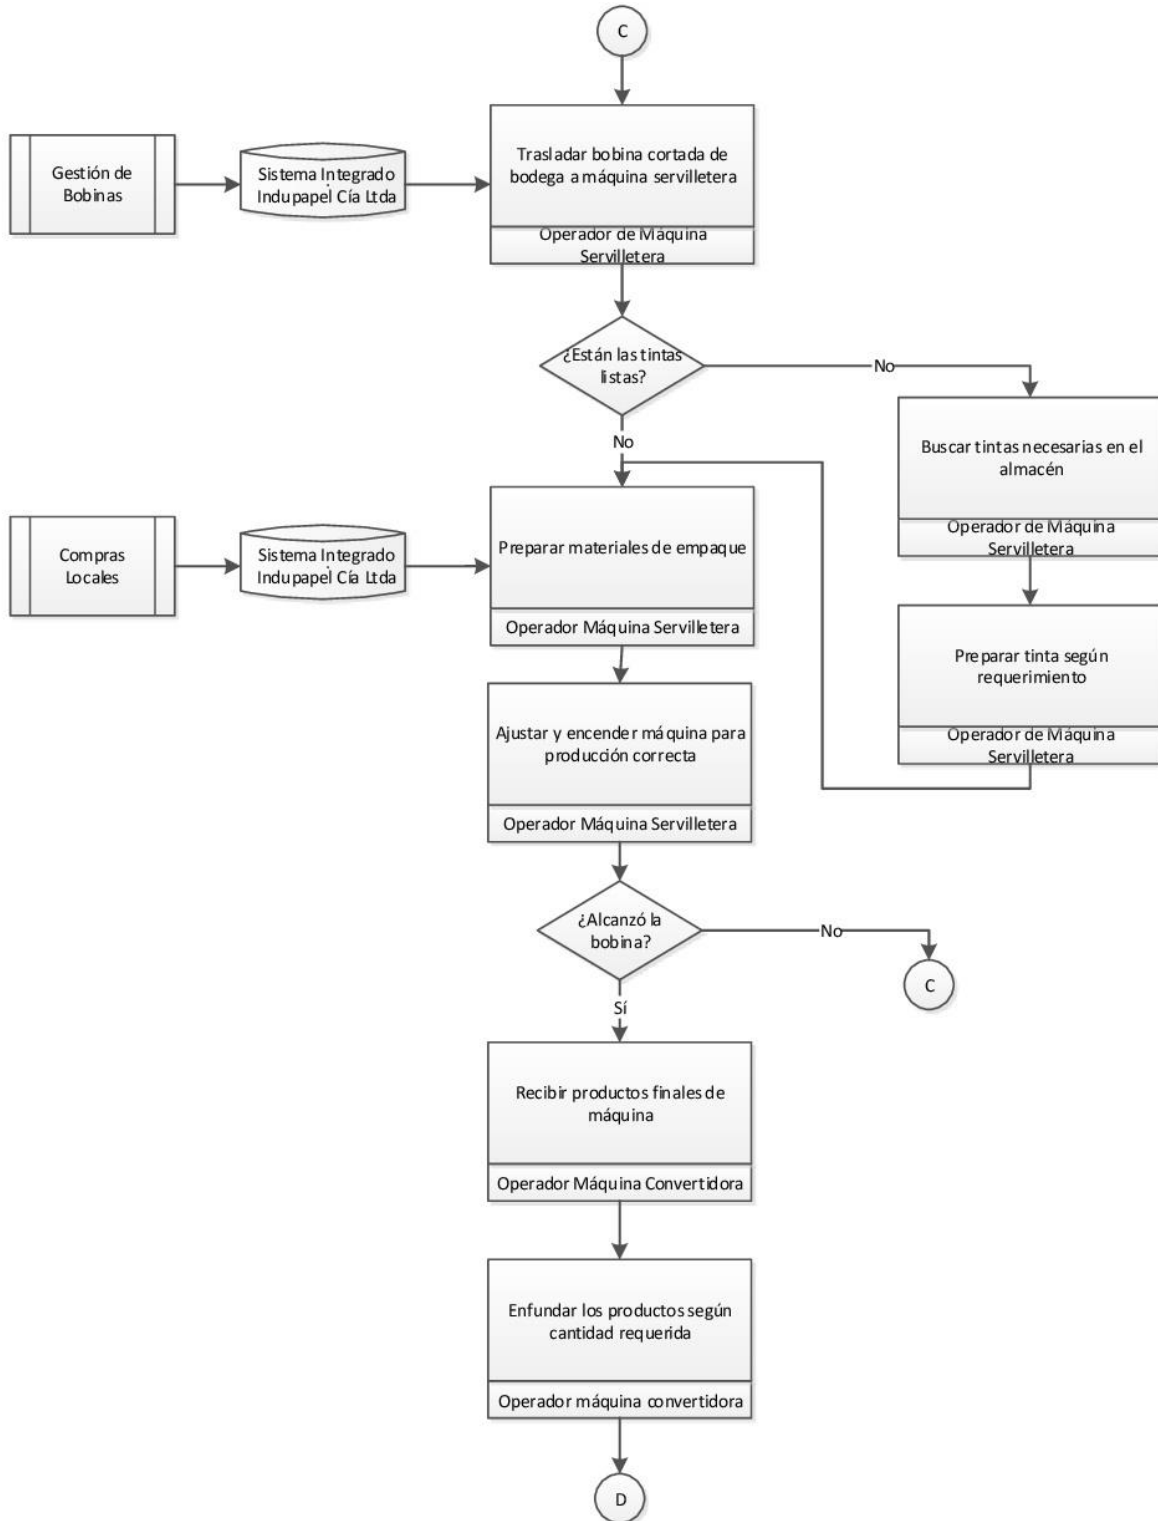 C
Gestión de
Bobinas
Sistema Integrado
Indupapel Cía Ltda
Trasladar bobina cortada de
bodega a máquina servilletera
Operador de Máquina
Servilletera
¿Están las tintas
listas?
No
No
Buscar tintas necesarias en el
almacén
Operador de Máquina
Servilletera
Compras
Locales
Sistema Integrado
Indupapel Cía Ltda
Preparar materiales de empaque
Operador Máquina Servilletera
Preparar tinta según
requerimiento
Operador de Máquina
Servilletera
Ajustar y encender máquina para
producción correcta
Operador Máquina Servilletera
¿Alcanzó la
bobina?
No
C
Sí
Recibir productos finales de
máquina
Operador Máquina Convertidora
Enfundar los productos según
cantidad requerida
Operador máquina convertidora
D